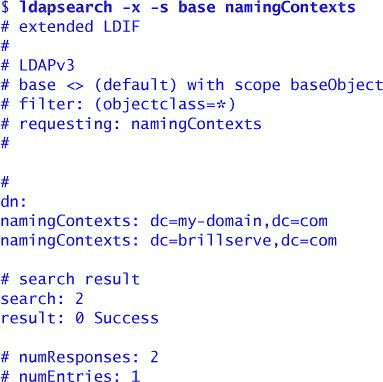 $ ldapsearch -x -s base namingContexts
# extended LDIF
#
# LDAPv3
# base <> (default) with scope baseObject
# filter: (objectclass=*)
# requesting: namingContexts
#

#
dn:
namingContexts: dc=my-domain,dc=com
namingContexts: dc=brillserve,dc=com

# search result
search: 2
result: 0 Success

# numResponses: 2
# numEntries: 1